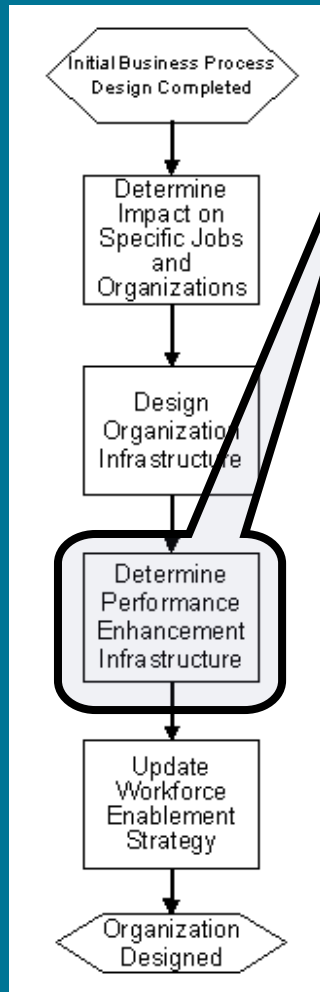 Initial Business Process
Design Completed
Determine
Impact on
Specific Jobs
and
Organizations
Design
Organization
Infrastructure
Determine
Performance
Enhancement
Infrastructure
Update
Workforce
Enablement
Strategy
Organization
Designed